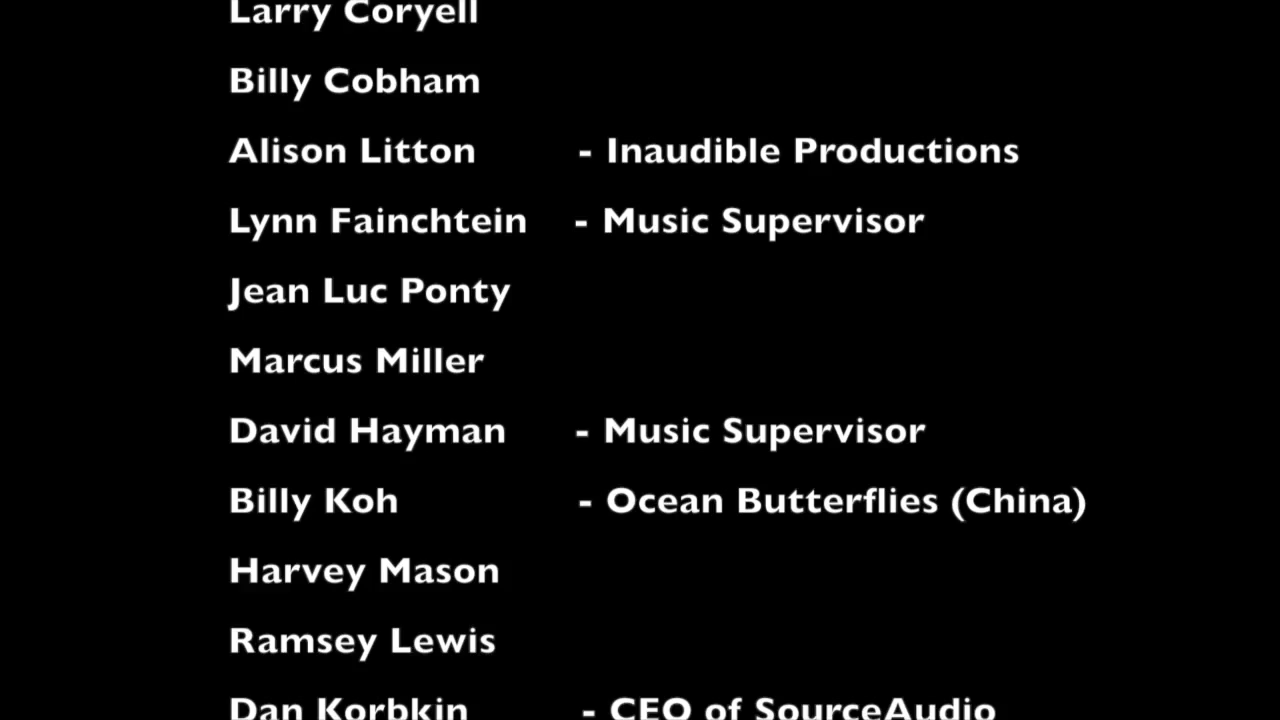 Larry Coryell
Billy Cobham
Alison Litton - Inaudible Productions
Lynn Fainchtein - Music Supervisor
Jean Luc Ponty
Marcus Miller
David Hayman - Music Supervisor
Billy Koh - Ocean Butterflies (China)
Harvey Mason
Ramsey Lewis
Dan Korbkin - CEO of SourceAudio